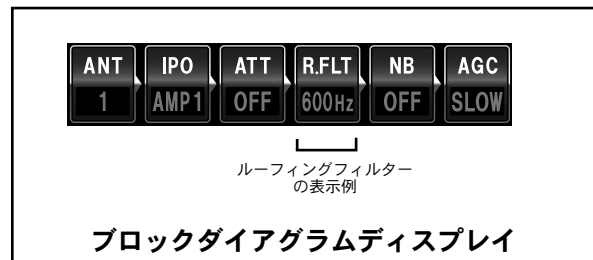 ANT IPO ATT R.FLT NB AGC
1 AMP1 OFF 600Hz OFF SLOW
ルーフィングフィルター
の表示例
ブロックダイアグラムディスプレイ